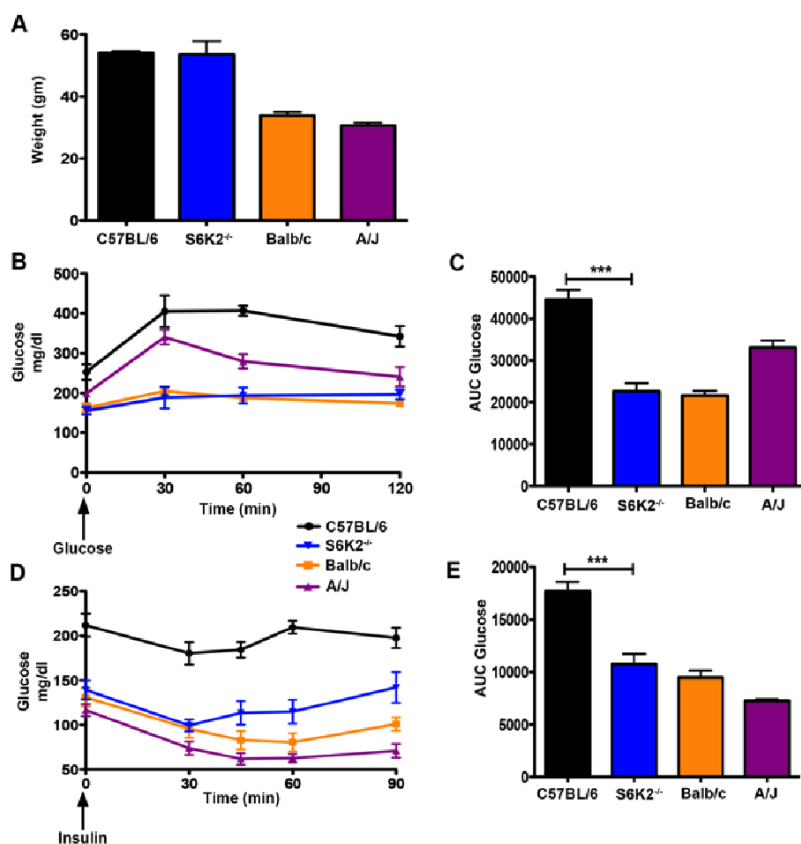 A
Weight (gm)
60
40
20
0
C57BL/6 S6K2-/- Balb/c A/J
B
Glucose
mg/dl
500
400
300
200
100
0
0 30 60 90 120
Time (min)
Glucose
C
AUC Glucose
50000
40000
30000
20000
10000
0
***
C57BL/6 S6K2-/- Balb/c A/J
C57BL/6
S6K2-/-
Balb/c
A/J
D
Glucose
mg/dl
250
200
150
100
50
0 30 60 90
Time (min)
Insulin
E
AUC Glucose
20000
15000
10000
5000
0
***
C57BL/6 S6K2-/- Balb/c A/J